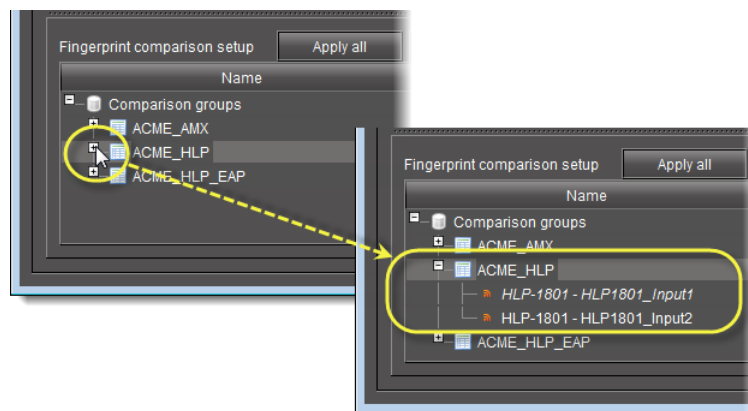 Fingerprint comparison setup Apply all
Name
Comparison groups
ACME_AMX
ACME_HLP
ACME_HLP_EAP
Fingerprint comparison setup Apply all
Name
Comparison groups
ACME_AMX
ACME_HLP
HLP-1801 - HLP1801_Input1
HLP-1801 - HLP1801_Input2
ACME_HLP_EAP